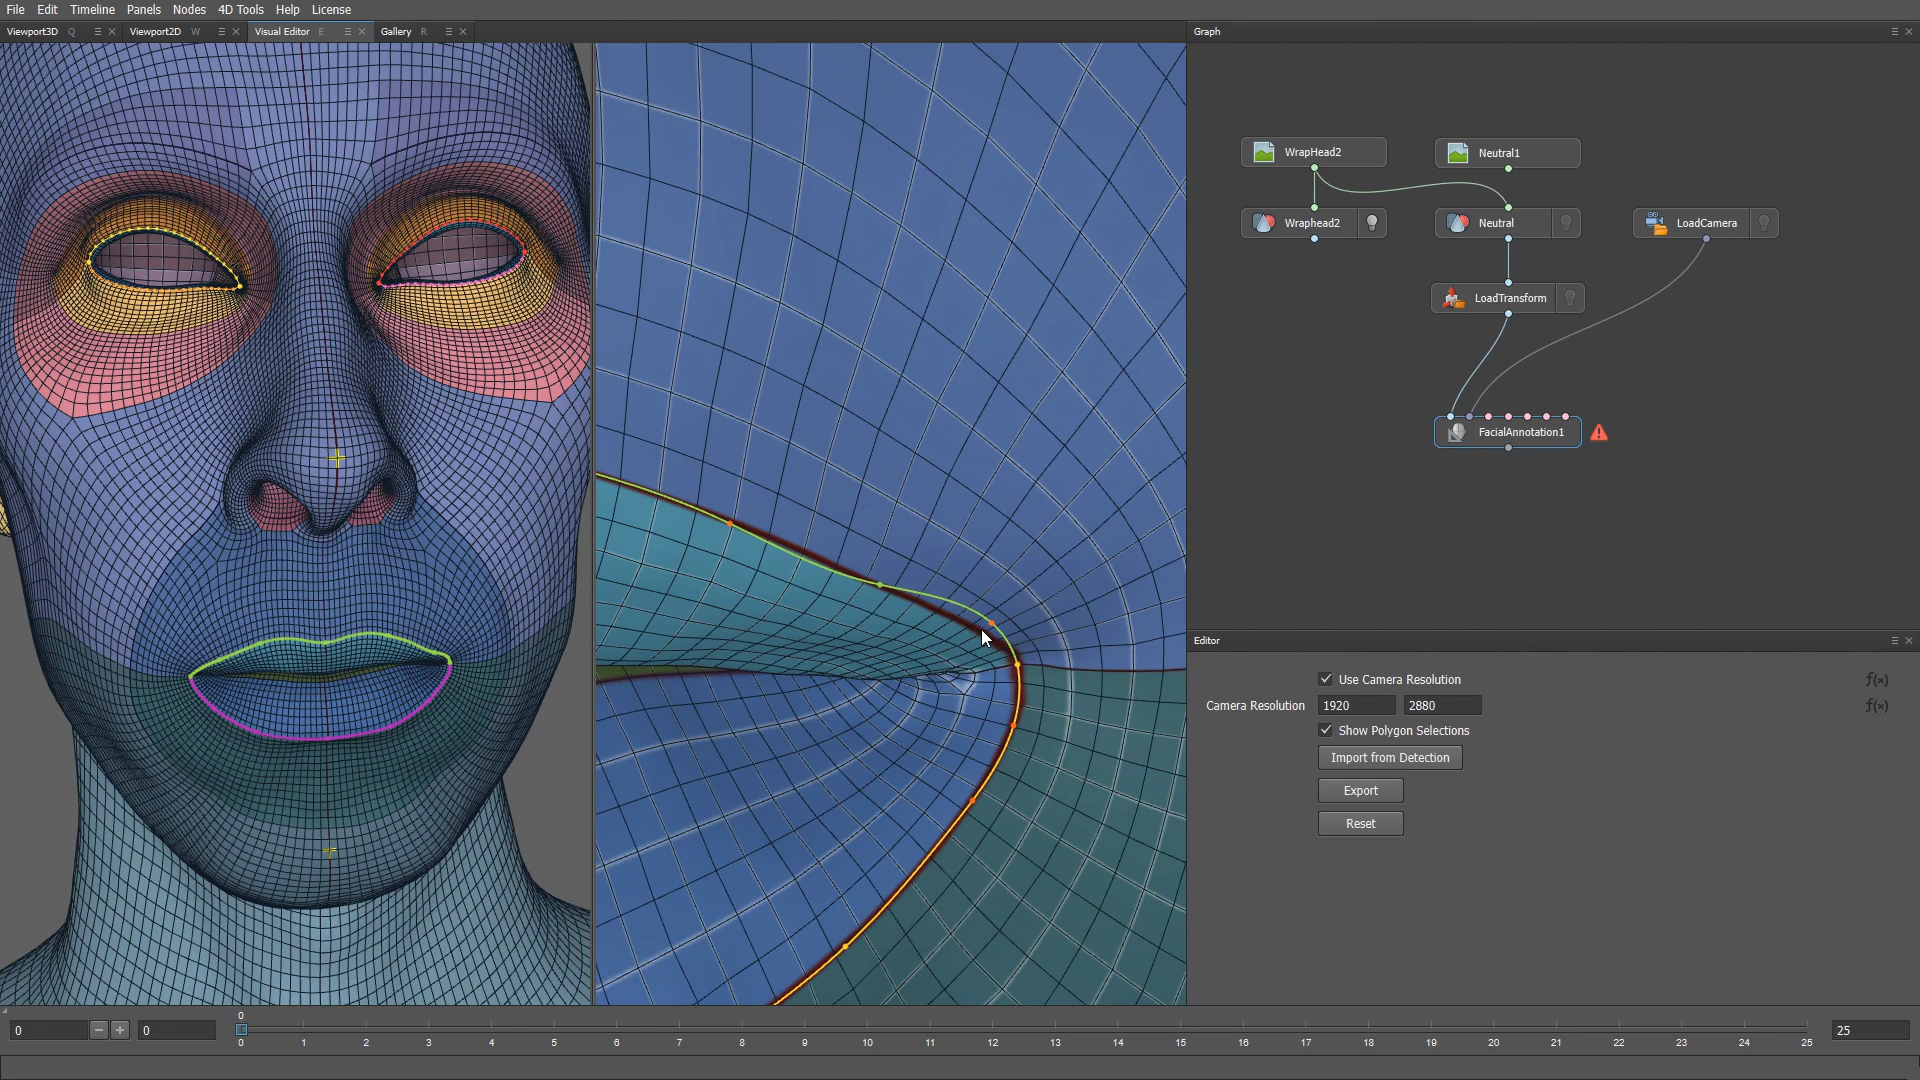 File Edit Timeline Panels Nodes 4D Tools Help License
Viewport3D Q Viewport2D W Visual Editor E Gallery R
Graph
WrapHead2 Neutral1
Wraphead2 Neutral LoadCamera
LoadTransform
FacialAnnotation1
Editor
Use Camera Resolution f(x)
Camera Resolution 1920 2880 f(x)
Show Polygon Selections
Import from Detection
Export
Reset
0
0 − + 0 25
0 1 2 3 4 5 6 7 8 9 10 11 12 13 14 15 16 17 18 19 20 21 22 23 24 25